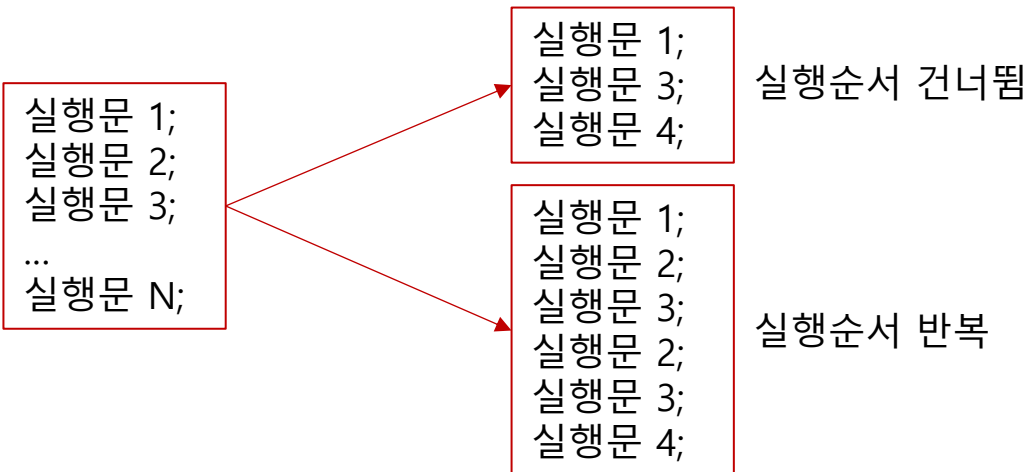 실행문 1;
실행문 2;
실행문 3;
...
실행문 N;
실행문 1;
실행문 3;
실행문 4;
실행순서 건너뜀
실행문 1;
실행문 2;
실행문 3;
실행문 2;
실행문 3;
실행문 4;
실행순서 반복